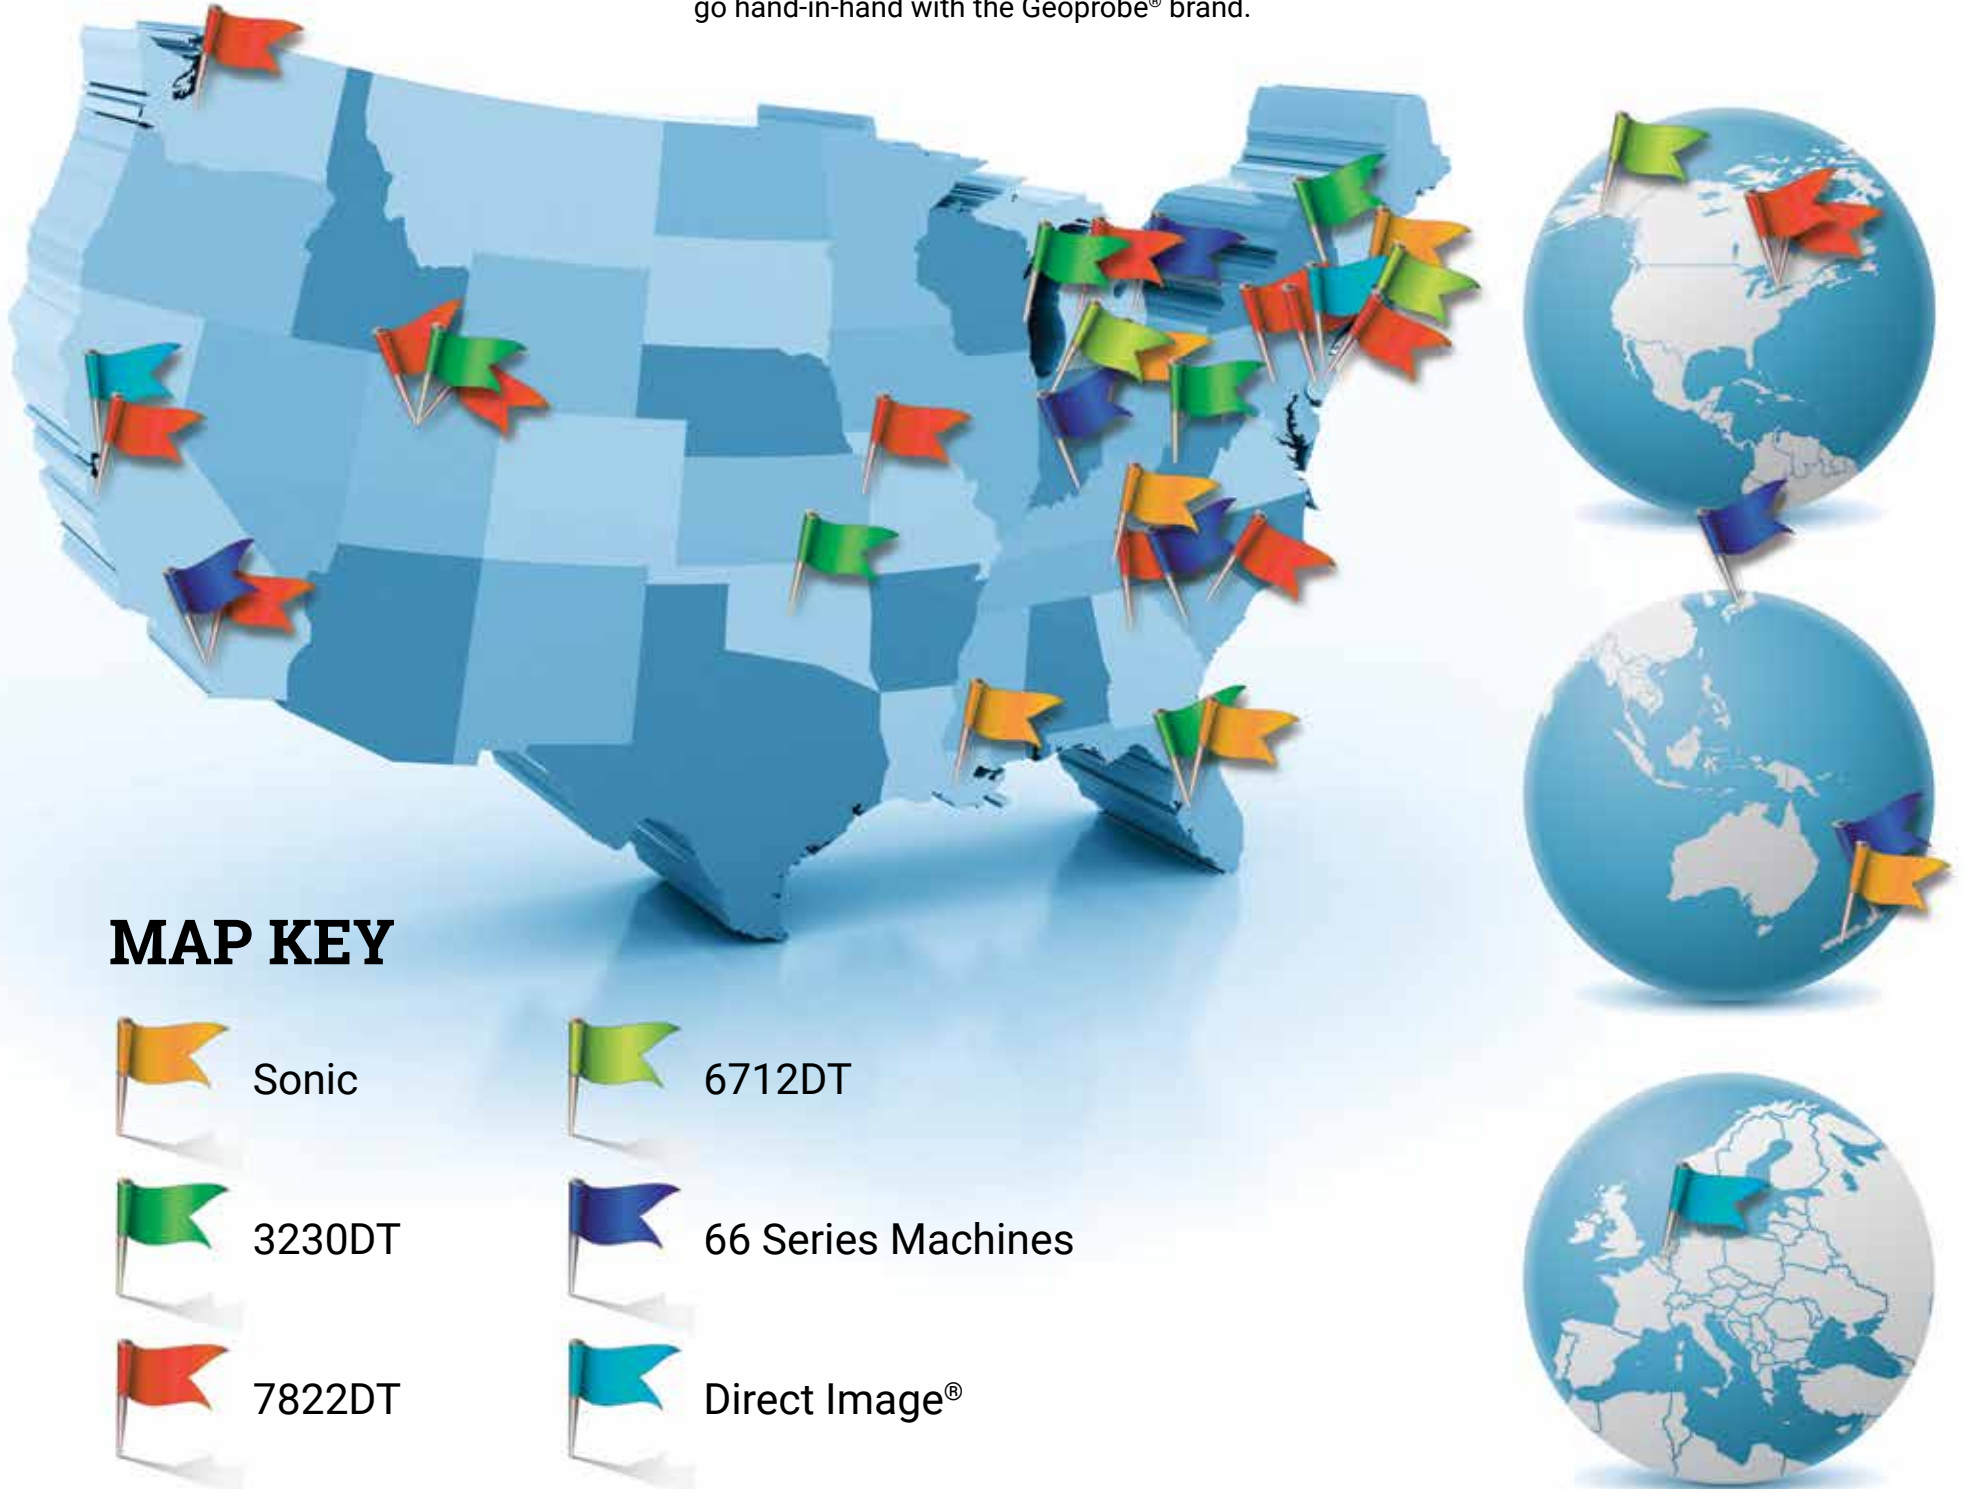 go hand-in-hand with the Geoprobe® brand.
MAP KEY
Sonic
6712DT
3230DT
66 Series Machines
7822DT
Direct Image®